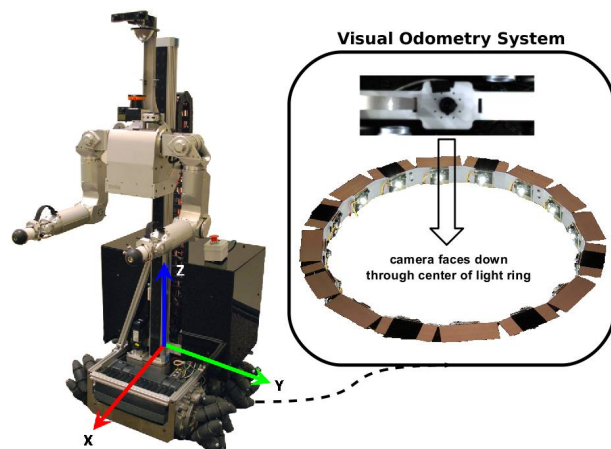 Visual Odometry System
camera faces down
through center of light ring
Z
Y
X